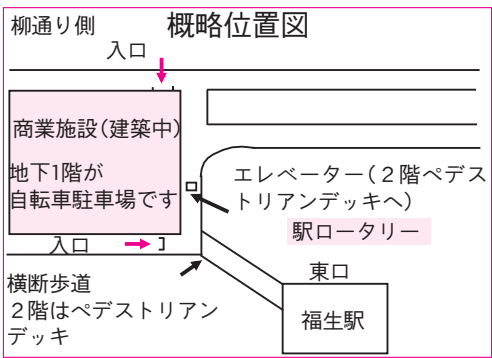 概略位置図
柳通り側
入口
商業施設(建築中)
地下1階が
自転車駐車場です
エレベーター(２階ペデス
トリアンデッキへ)
駅ロータリー
入口
横断歩道
２階はペデストリアン
デッキ
東口
福生駅